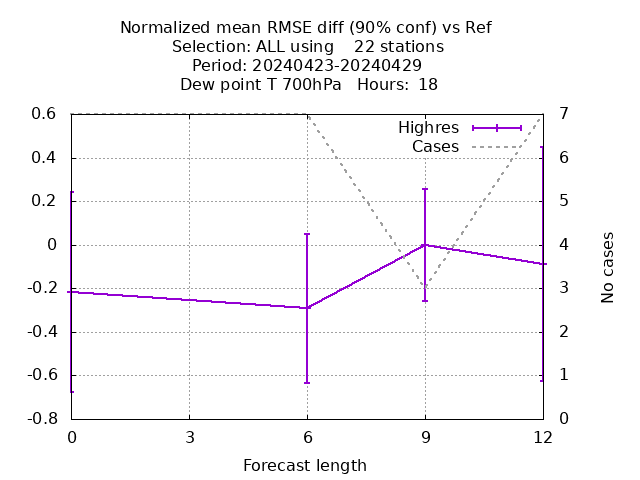 Normalized mean RMSE diff (90% conf) vs Ref
Selection: ALL using    22 stations
Period: 20240423-20240429
Dew point T 700hPa   Hours:  18
Highres
Cases
0.6
0.4
0.2
0
-0.2
-0.4
-0.6
-0.8
7
6
5
4
3
2
1
0
No cases
0 3 6 9 12
Forecast length